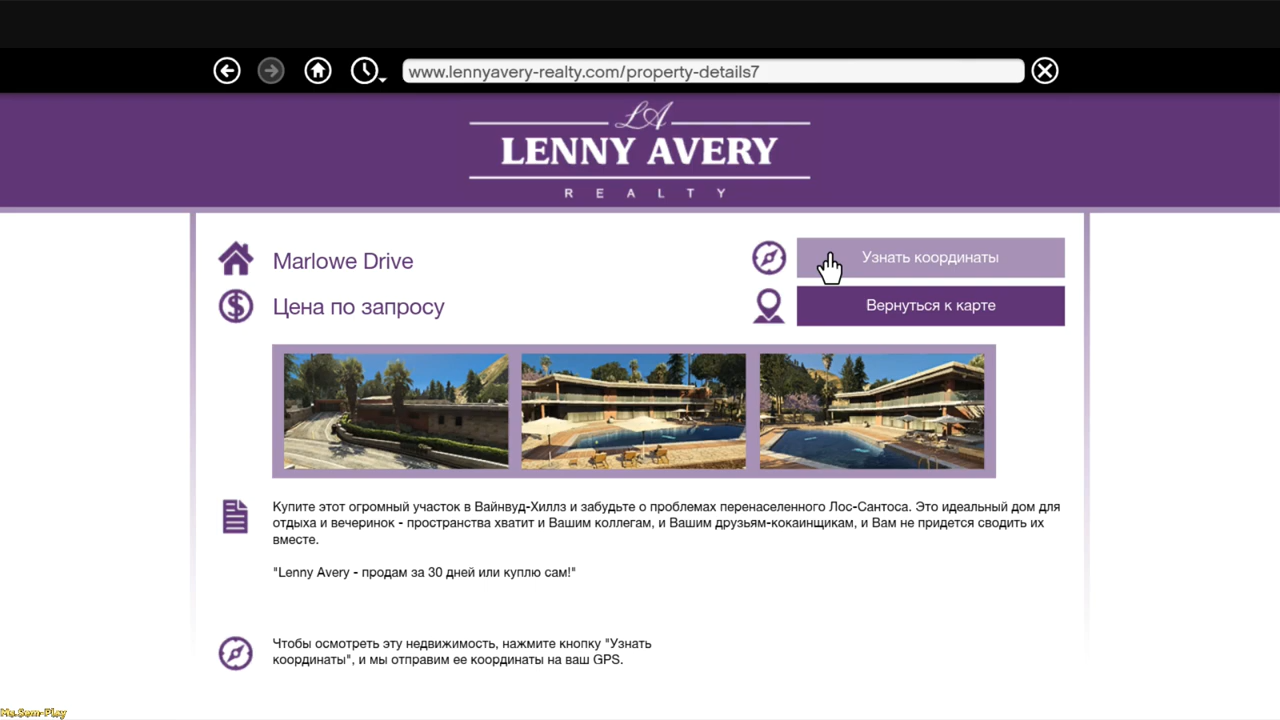 www.lennyavery-realty.com/property-details7
LA
LENNY AVERY
REALTY
Marlowe Drive
Узнать координаты
Цена по запросу
Вернуться к карте
Купите этот огромный участок в Вайнвуд-Хиллз и забудьте о проблемах перенаселенного Лос-Сантоса. Это идеальный дом для
отдыха и вечеринок - пространства хватит и Вашим коллегам, и Вашим друзьям-кокаинщикам, и Вам не придется сводить их
вместе.
"Lenny Avery - продам за 30 дней или куплю сам!"
Чтобы осмотреть эту недвижимость, нажмите кнопку "Узнать
координаты", и мы отправим ее координаты на ваш GPS.
Ms.Sem-Play